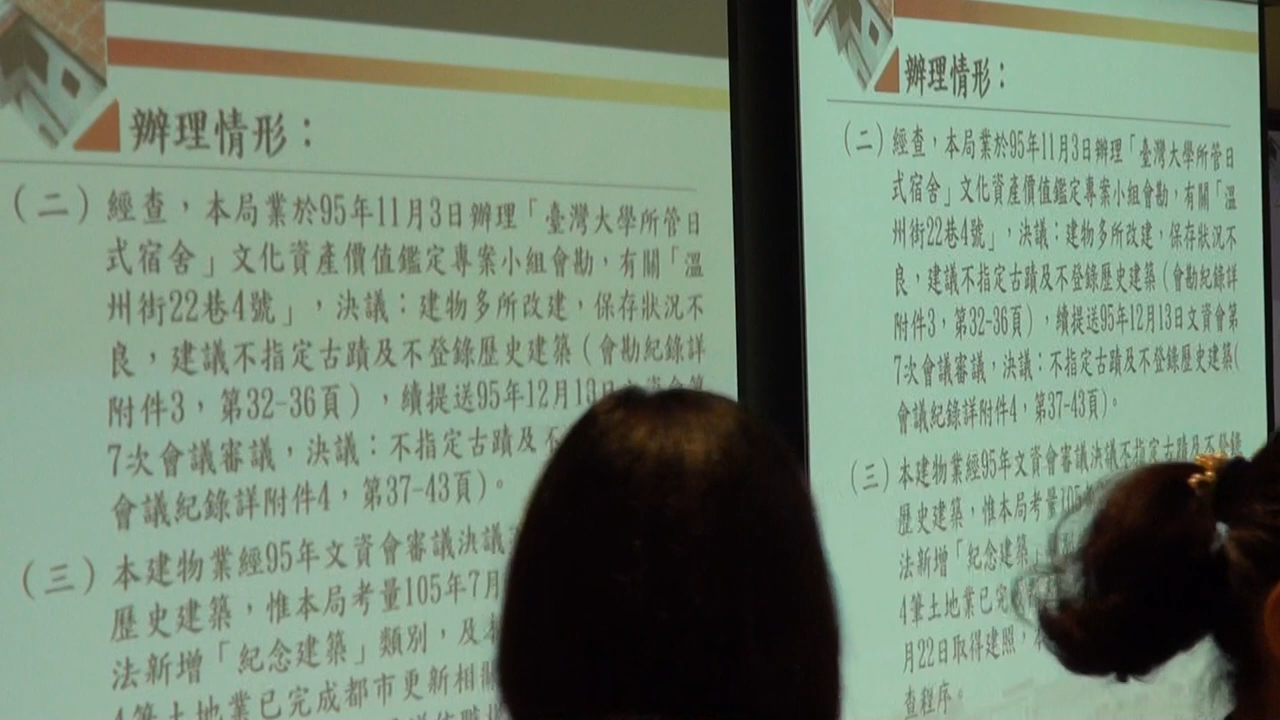 辦理情形：
（二）經查，本局業於95年11月3日辦理「臺灣大學所管日
式宿舍」文化資產價值鑑定專案小組會勘，有關「溫
州街22巷4號」，決議：建物多所改建，保存狀況不
良，建議不指定古蹟及不登錄歷史建築（會勘紀錄詳
附件3，第32-36頁），續提送95年12月13日
7次會議審議，決議：不指定古蹟及不
會議紀錄詳附件4，第37-43頁)。
（三）本建物業經95年文資會審議決議
歷史建築，惟本局考量105年7月
法新增「紀念建築」類別，及本
4筆土地業已完成都市更新相關
辦理情形：
（二）經查，本局業於95年11月3日辦理「臺灣大學所管日
式宿舍」文化資產價值鑑定專案小組會勘，有關「溫
州街22巷4號」，決議：建物多所改建，保存狀況不
良，建議不指定古蹟及不登錄歷史建築（會勘紀錄詳
附件3，第32-36頁），續提送95年12月13日文資會第
7次會議審議，決議：不指定古蹟及不登錄歷史建築(
會議紀錄詳附件4，第37-43頁)。
（三）本建物業經95年文資會審議決議不指定古蹟及不登錄
歷史建築，惟本局考量105
法新增「紀念建築」
4筆土地業已完
月22日取得建照，
查程序。